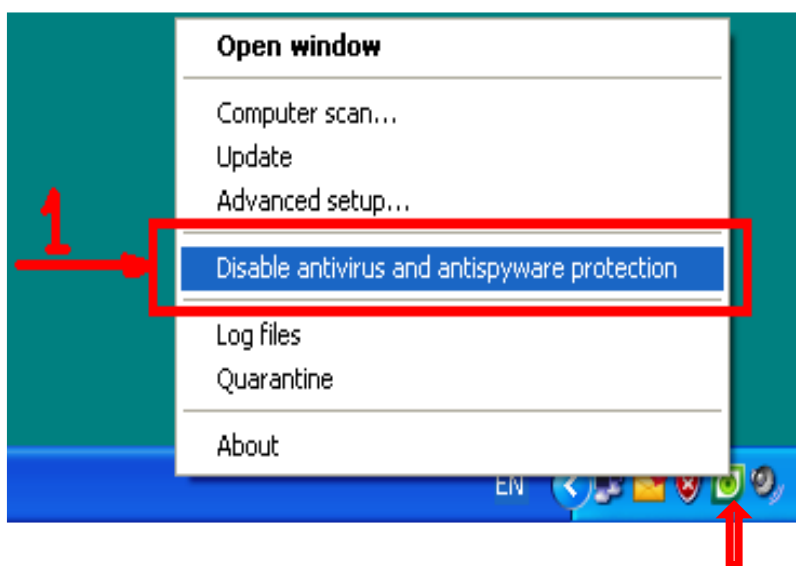 Open window
Computer scan...
Update
Advanced setup...
1
Disable antivirus and antispyware protection
Log files
Quarantine
About
EN